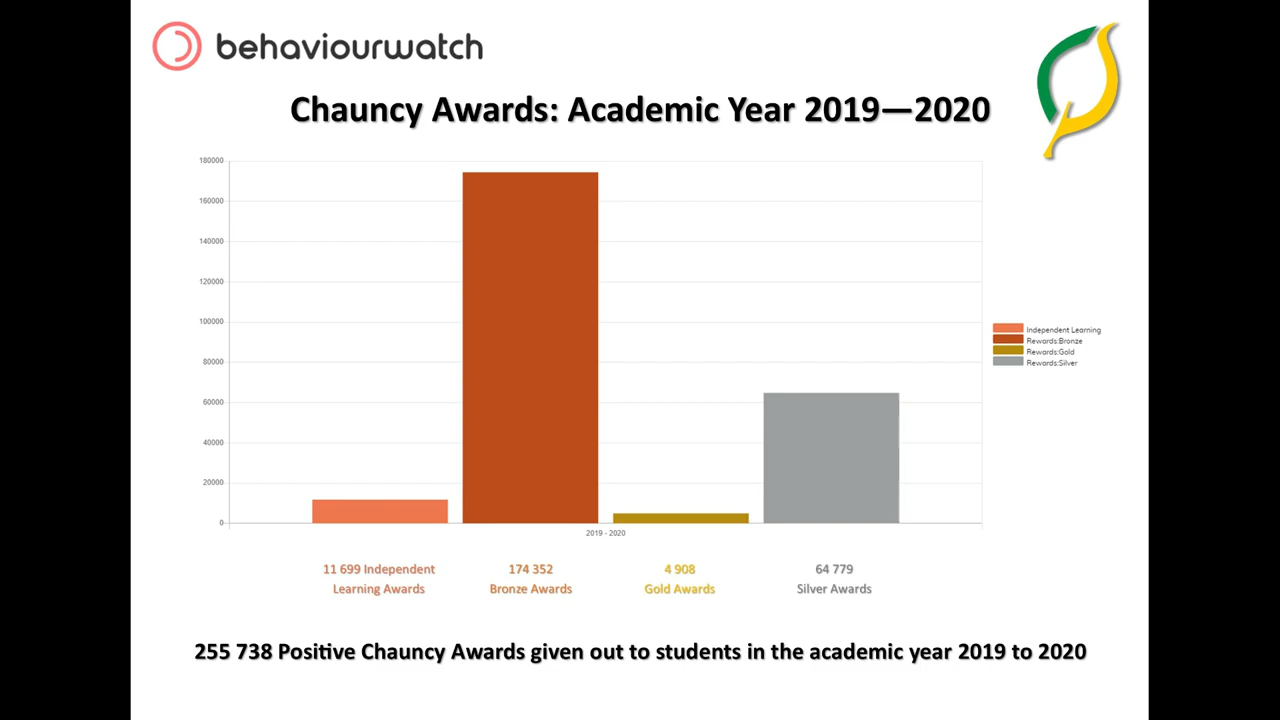 behaviourwatch
Chauncy Awards: Academic Year 2019—2020
180000
160000
140000
120000
100000
80000
60000
40000
20000
0
2019 - 2020
Independent Learning
Rewards:Bronze
Rewards:Gold
Rewards:Silver
11 699 Independent
Learning Awards
174 352
Bronze Awards
4 908
Gold Awards
64 779
Silver Awards
255 738 Positive Chauncy Awards given out to students in the academic year 2019 to 2020